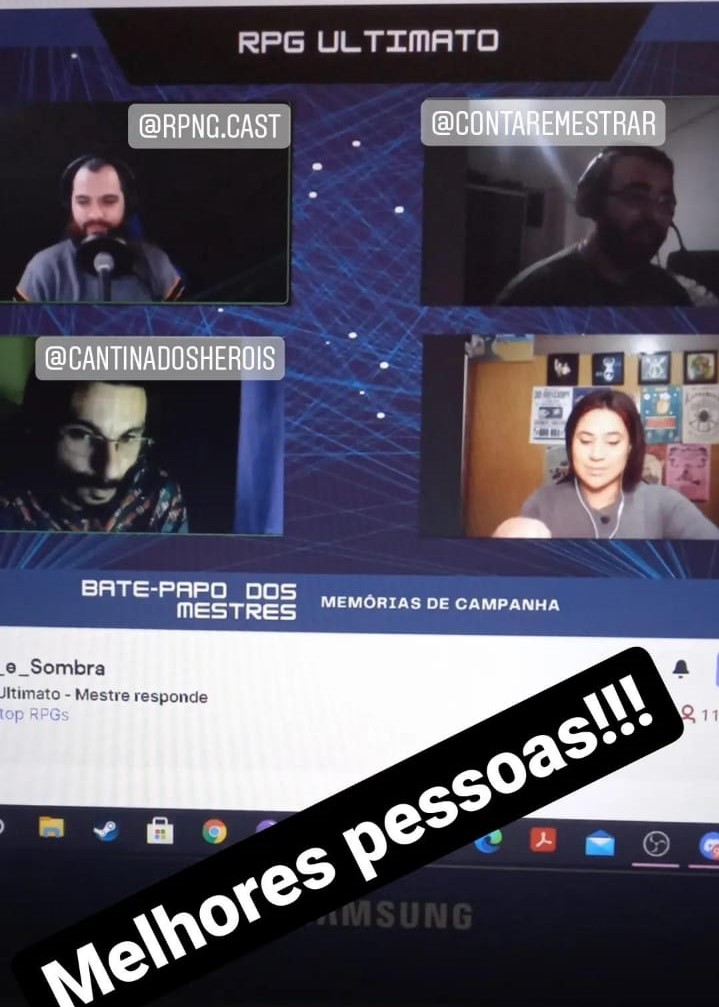 RPG ULTIMATO
@RPNG.CAST
@CONTAREMESTRAR
@CANTINADOSHEROIS
BATE-PAPO DOS
MESTRES
MEMÓRIAS DE CAMPANHA
_e_Sombra
Ultimato - Mestre responde
top RPGs
11
Melhores pessoas!!!
AMSUNG